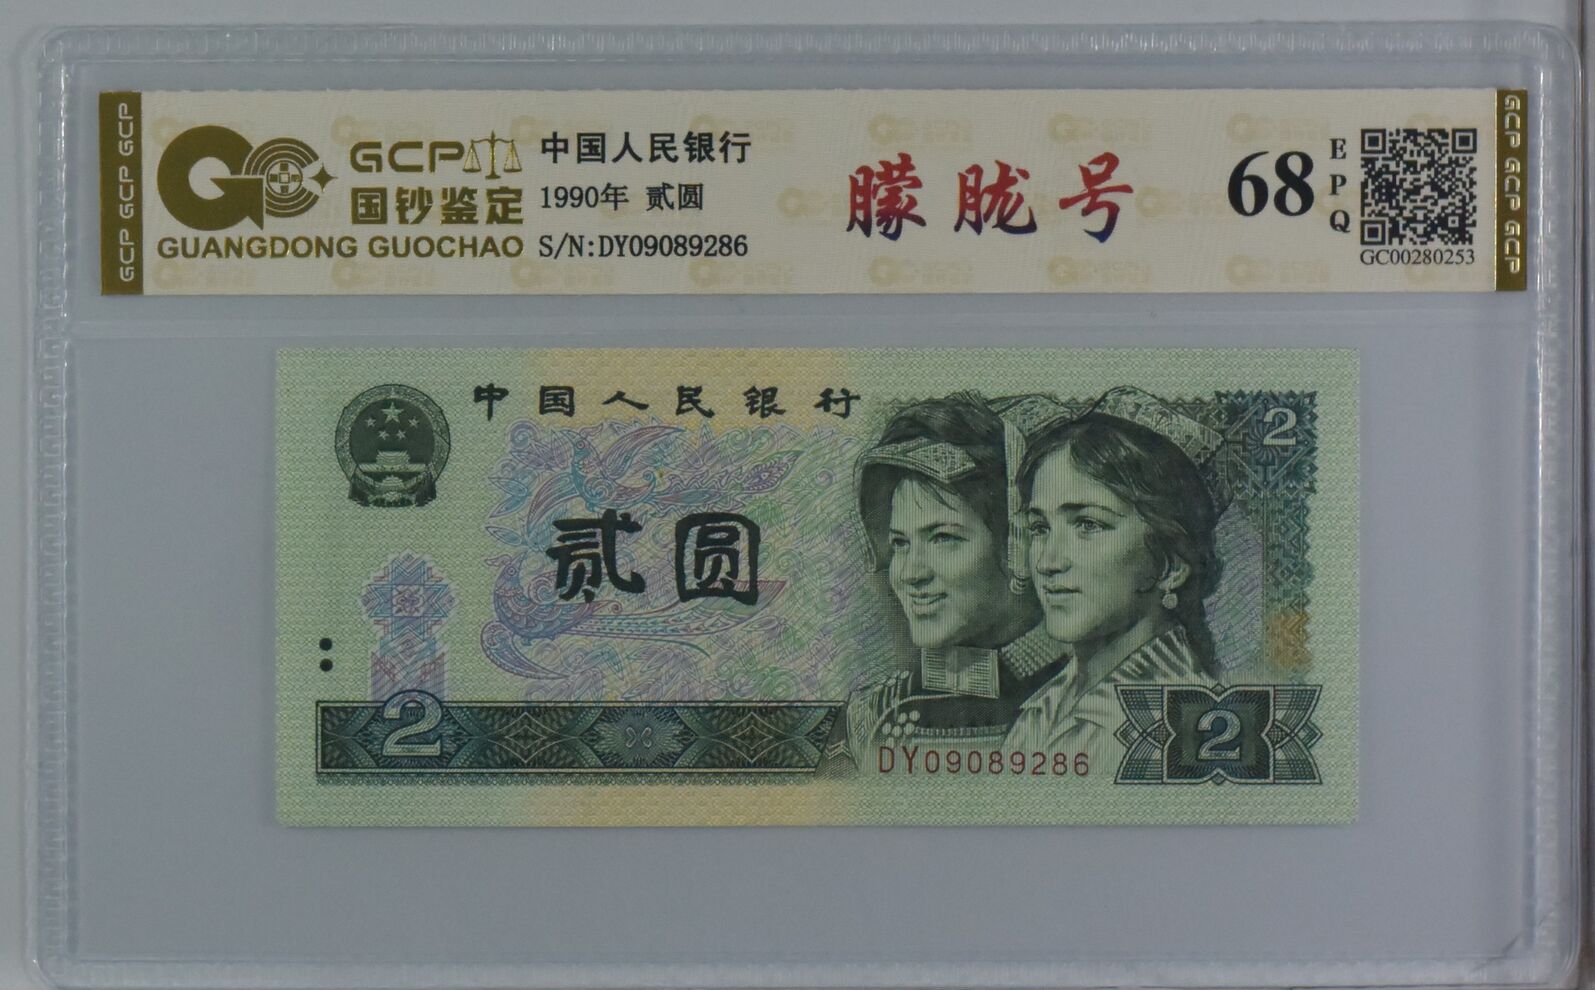 GCP GCP GCP
GCP
国钞鉴定
GUANGDONG GUOCHAO
中国人民银行
1990年 贰圆
S/N:DY09089286
朦胧号
68
EPQ
GC00280253
GCP GCP GCP
中国人民银行
2
贰圆
2
DY09089286
2